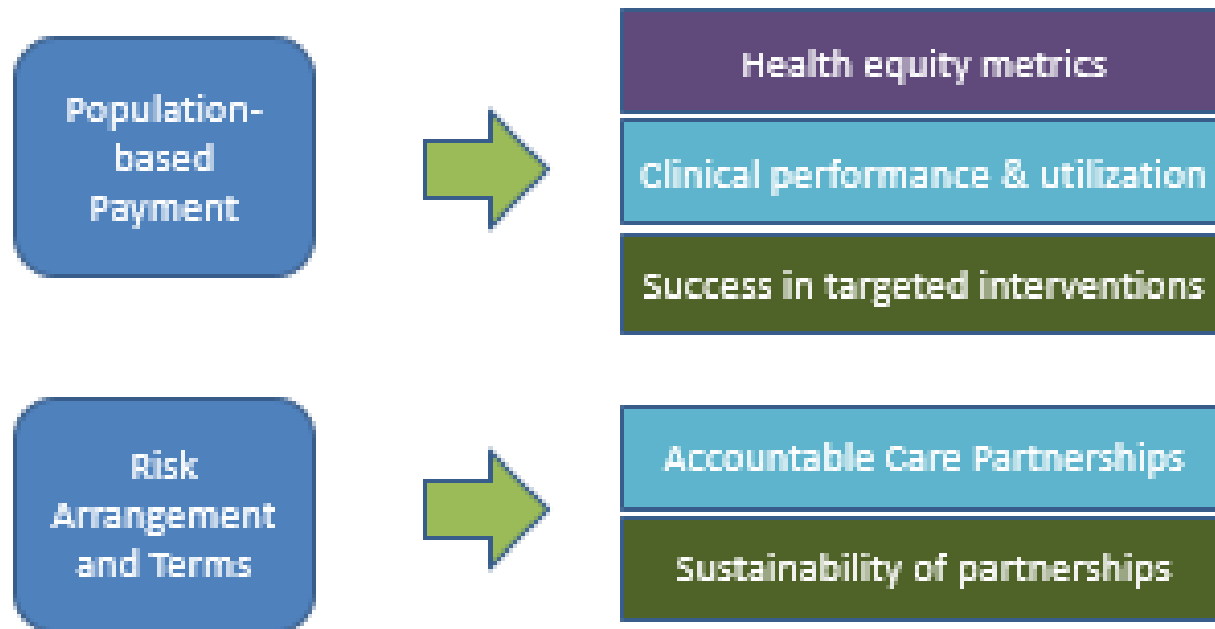 Population-
based
Payment
Health equity metrics
Clinical performance & utilization
Success in targeted interventions
Risk
Arrangement
and Terms
Accountable Care Partnerships
Sustainability of partnerships